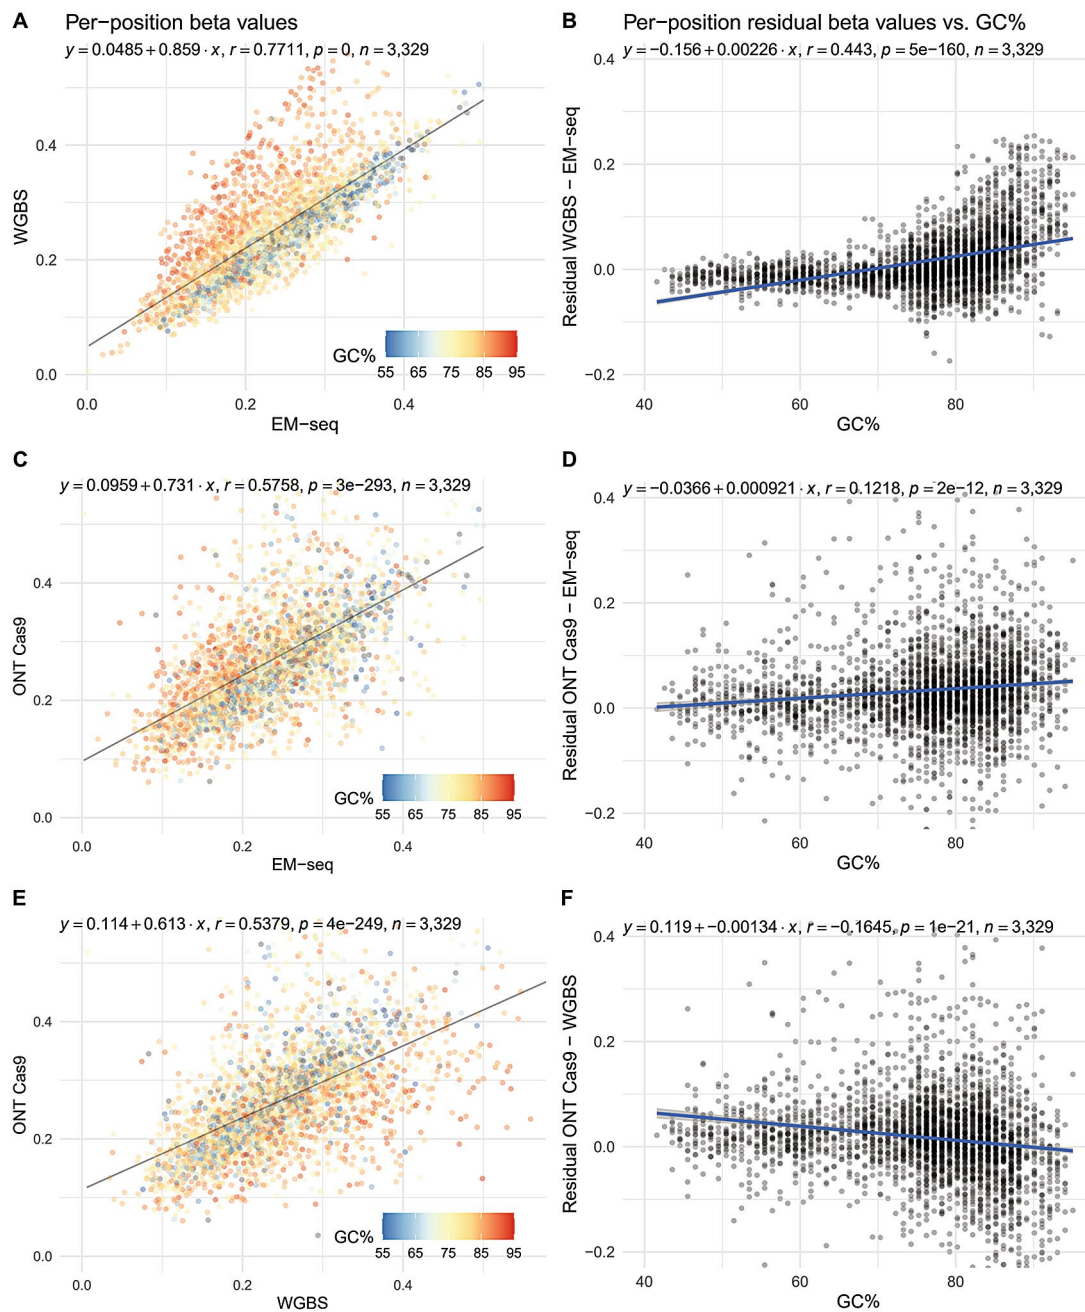 A Per−position beta values
y = 0.0485 + 0.859 · x, r = 0.7711, p = 0, n = 3,329
WGBS
0.4
0.2
0.0
GC%
55 65 75 85 95
0.0 0.2 0.4
EM−seq
B Per−position residual beta values vs. GC%
y = −0.156 + 0.00226 · x, r = 0.443, p = 5e−160, n = 3,329
Residual WGBS − EM−seq
0.4
0.2
0.0
−0.2
40 60 80
GC%
C
y = 0.0959 + 0.731 · x, r = 0.5758, p = 3e−293, n = 3,329
ONT Cas9
0.4
0.2
0.0
GC%
55 65 75 85 95
0.0 0.2 0.4
EM−seq
D
y = −0.0366 + 0.000921 · x, r = 0.1218, p = 2e−12, n = 3,329
Residual ONT Cas9 − EM−seq
0.4
0.2
0.0
−0.2
40 60 80
GC%
E
y = 0.114 + 0.613 · x, r = 0.5379, p = 4e−249, n = 3,329
ONT Cas9
0.4
0.2
0.0
GC%
55 65 75 85 95
0.0 0.2 0.4
WGBS
F
y = 0.119 + −0.00134 · x, r = −0.1645, p = 1e−21, n = 3,329
Residual ONT Cas9 − WGBS
0.4
0.2
0.0
−0.2
40 60 80
GC%